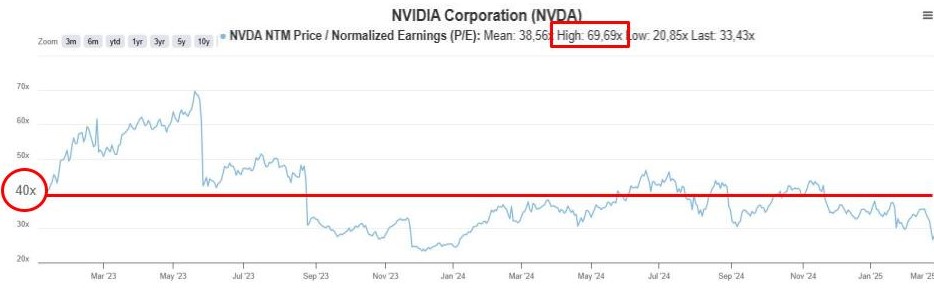 NVIDIA Corporation (NVDA)
Zoom 3m 6m ytd 1yr 3yr 5y 10y NVDA NTM Price / Normalized Earnings (P/E): Mean: 38,56x High: 69,69x Low: 20,85x Last: 33,43x
70x
60x
50x
40x
30x
20x
Mar '23 May '23 Jul '23 Sep '23 Nov '23 Jan '24 Mar '24 May '24 Jul '24 Sep '24 Nov '24 Jan '25 Mar '25